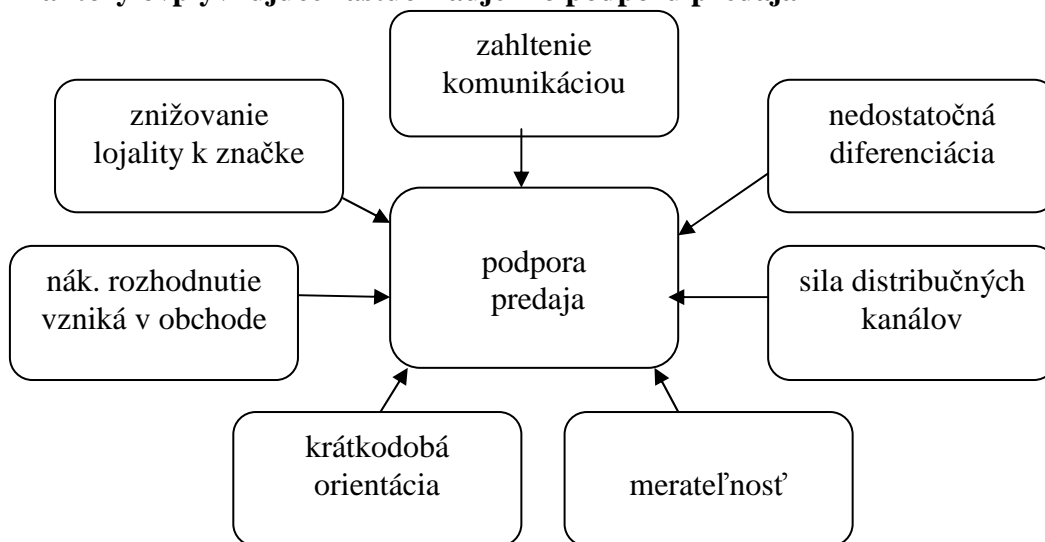 zahltenie
komunikáciou
znižovanie
lojality k značke
nedostatočná
diferenciácia
podpora
predaja
nák. rozhodnutie
vzniká v obchode
sila distribučných
kanálov
krátkodobá
orientácia
merateľnosť